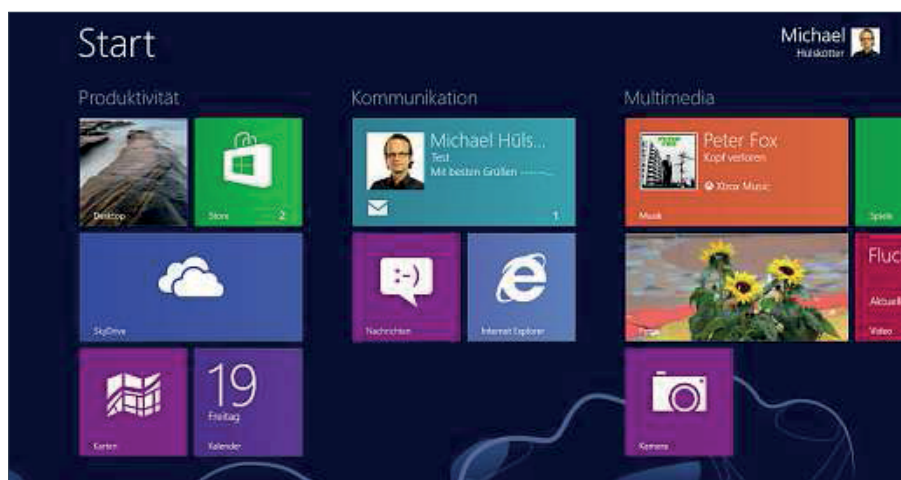 Start
Michael
Hülskötter
Produktivität
Kommunikation
Multimedia
Desktop
Store
2
Michael Hüls...
Test
Mit besten Grüßen -------...
1
Peter Fox
Kopf verloren
Xbox Music
Musik
Spiele
SkyDrive
:-)
Nachrichten
Internet Explorer
Fotos
Fluc
Aktuell
Video
Karten
19
Freitag
Kalender
Kamera